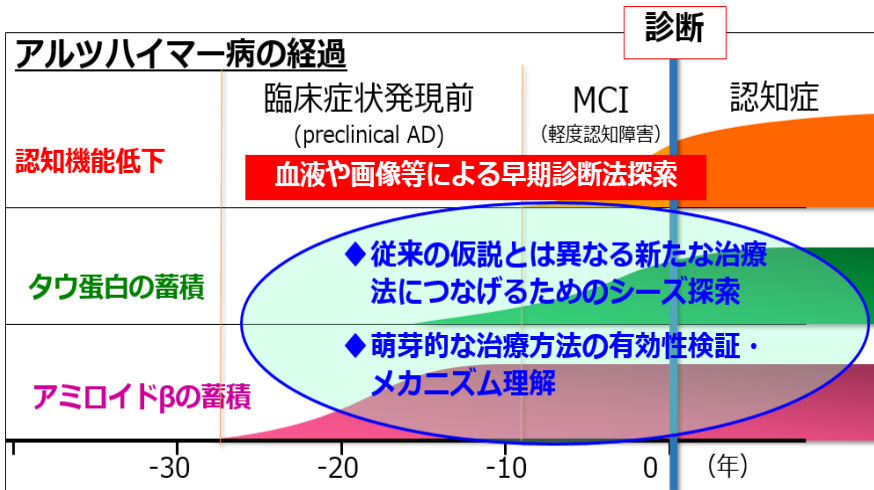 診断
アルツハイマー病の経過
臨床症状発現前
(preclinical AD)
MCI
(軽度認知障害)
認知症
認知機能低下
血液や画像等による早期診断法探索
タウ蛋白の蓄積
◆従来の仮説とは異なる新たな治療
法につなげるためのシーズ探索
アミロイドβの蓄積
◆萌芽的な治療方法の有効性検証・
メカニズム理解
-30
-20
-10
0
(年)